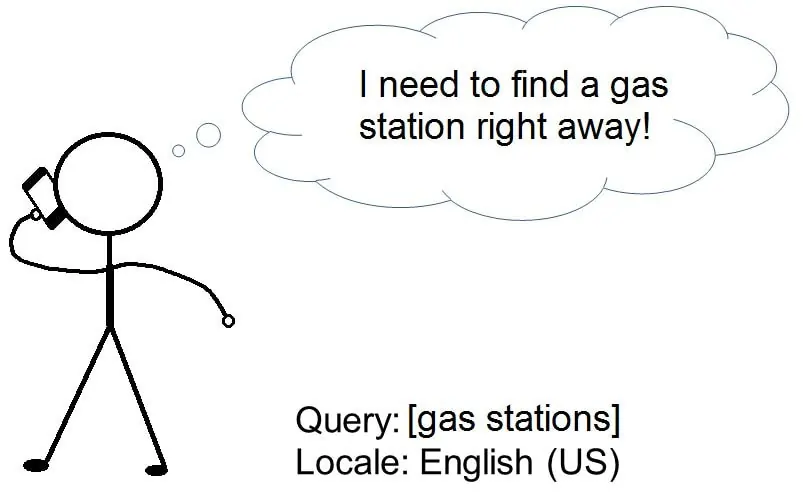 I need to find a gas
station right away!
Query: [gas stations]
Locale: English (US)